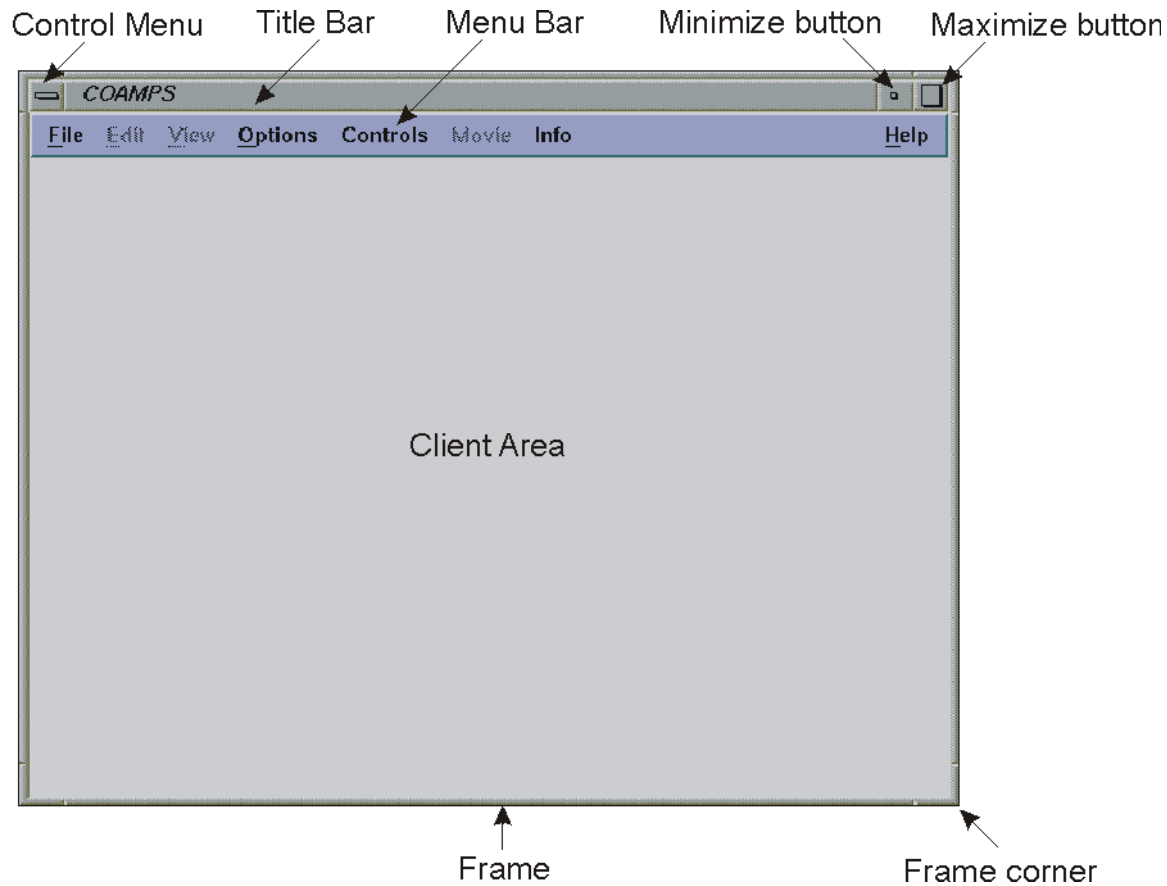 Control Menu Title Bar Menu Bar Minimize button Maximize button
COAMPS
File Edit View Options Controls Movie Info Help
Client Area
Frame
Frame corner